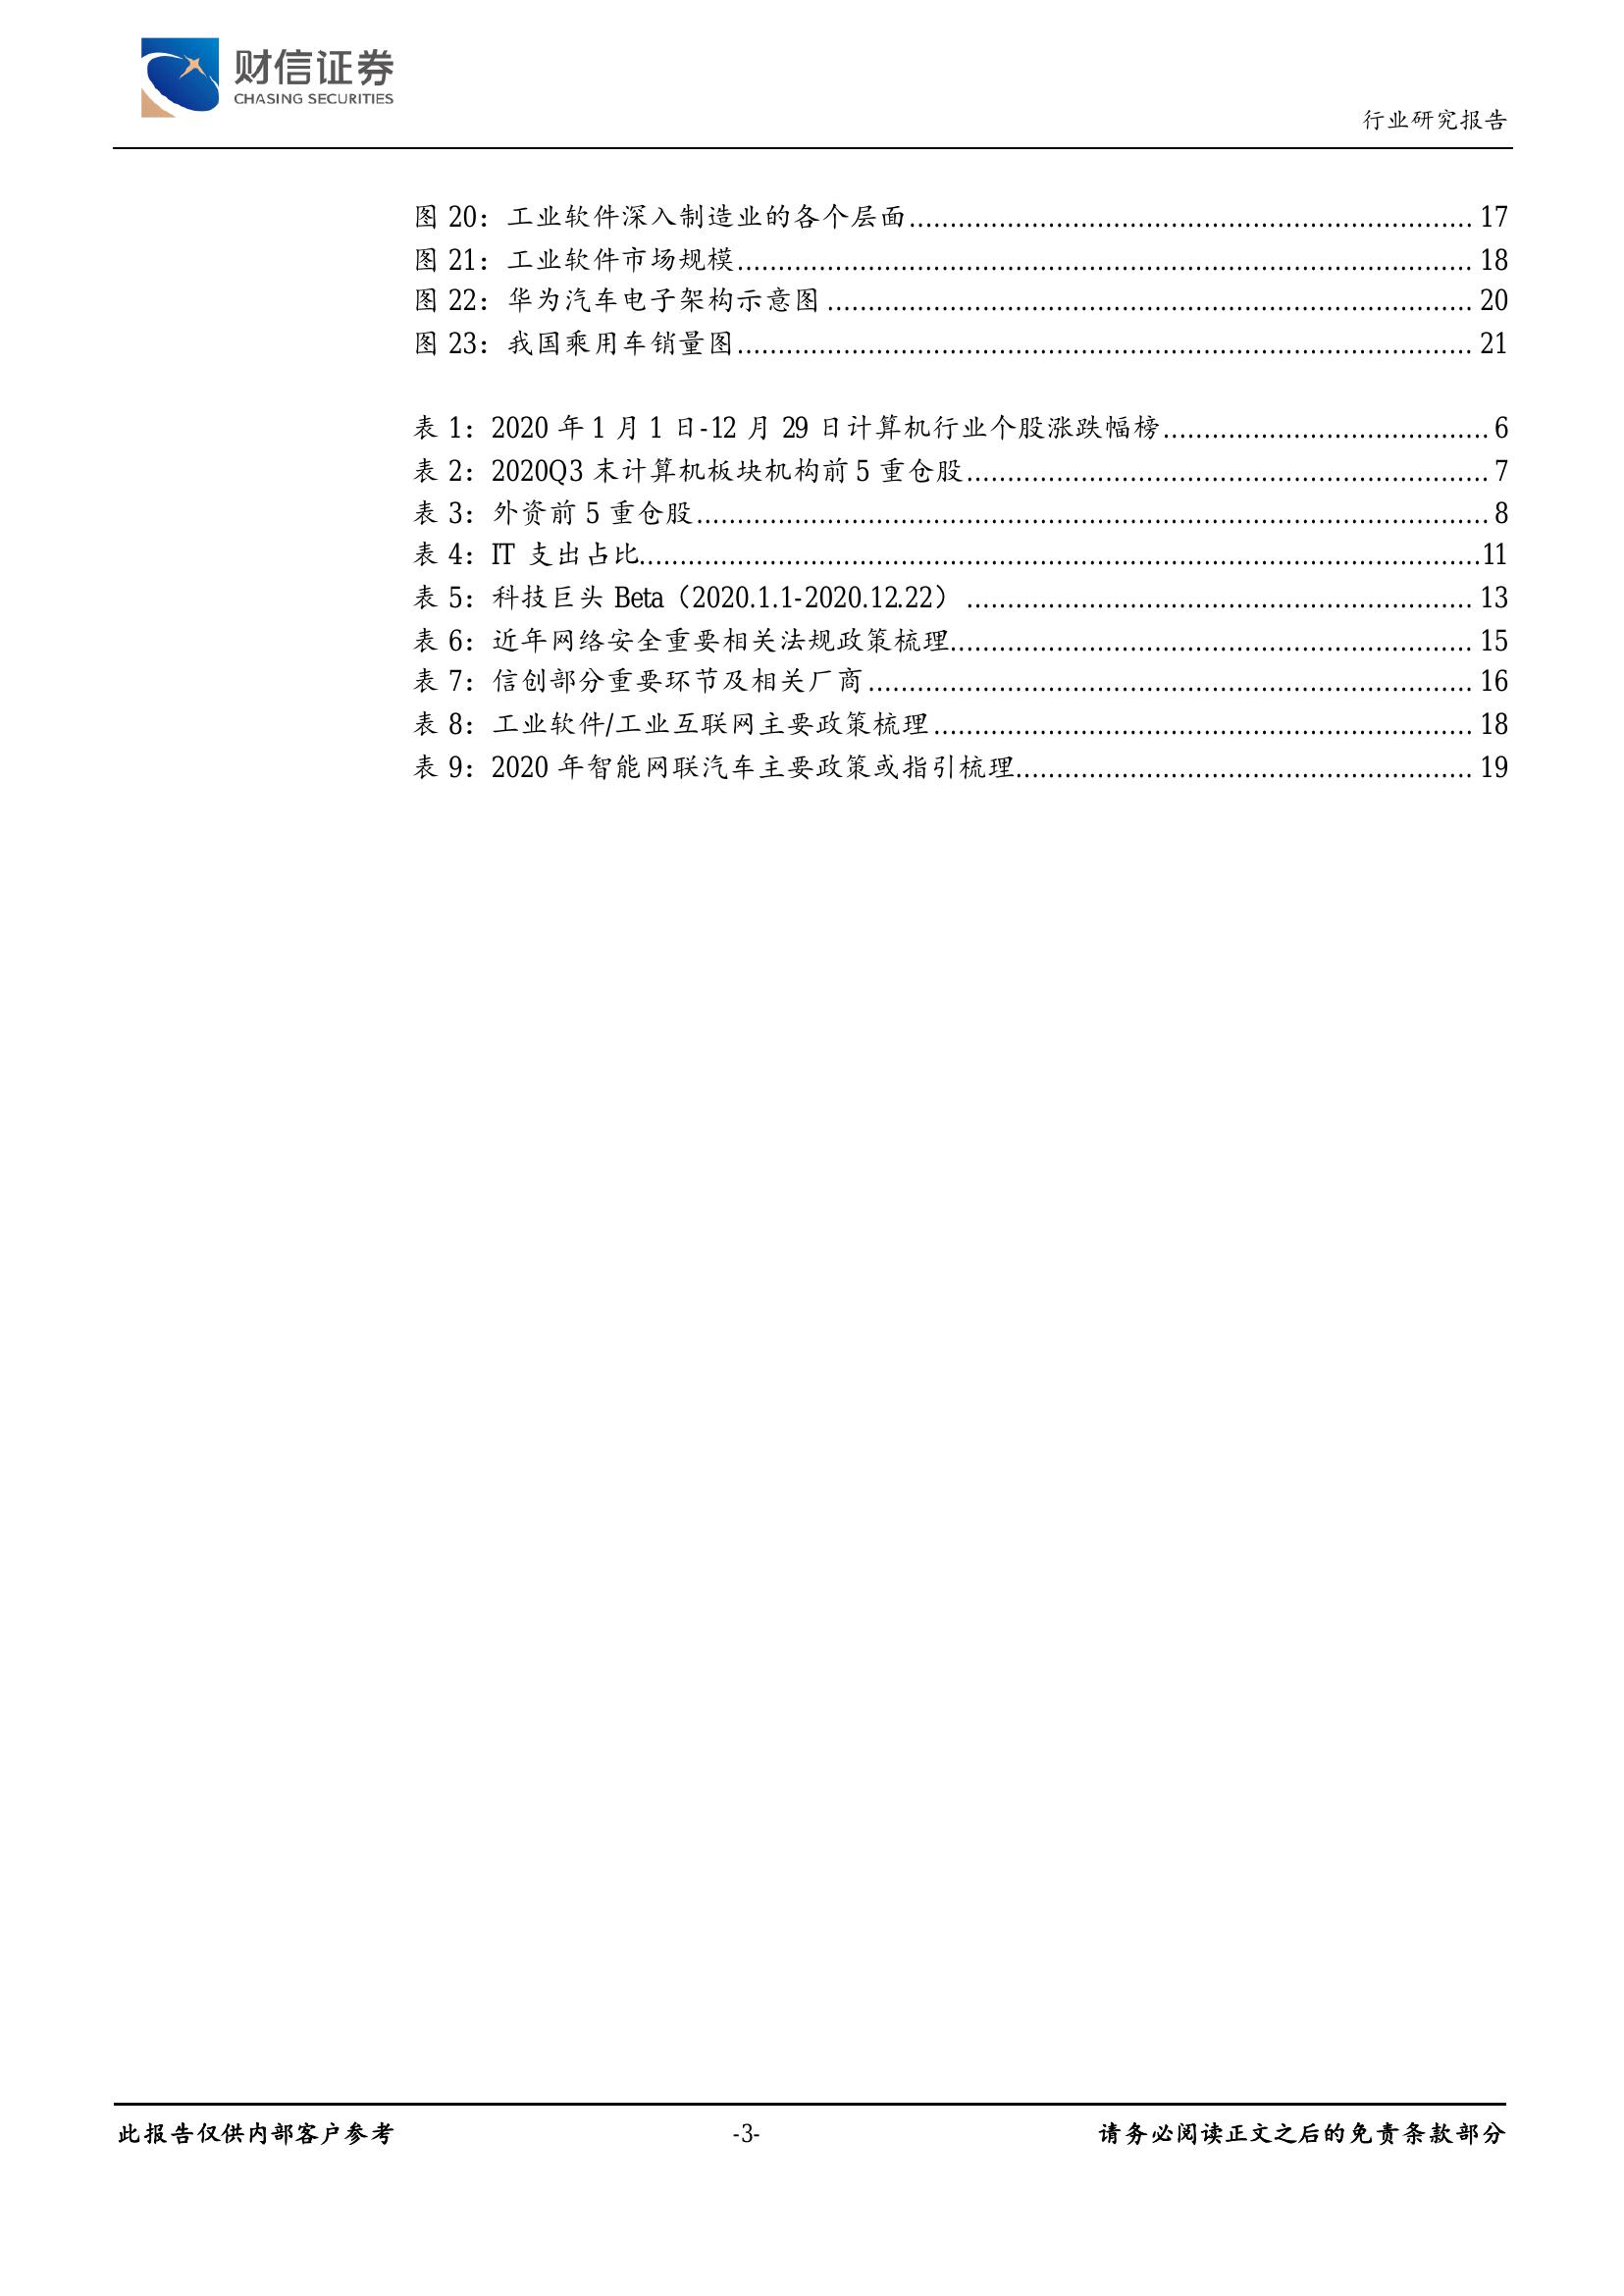 财信证券
CHASING SECURITIES
行业研究报告
图 20：工业软件深入制造业的各个层面........................................................................ 17
图 21：工业软件市场规模............................................................................................. 18
图 22：华为汽车电子架构示意图 .................................................................................. 20
图 23：我国乘用车销量图............................................................................................. 21
表 1：2020 年 1 月 1 日-12 月 29 日计算机行业个股涨跌幅榜......................................... 6
表 2：2020Q3 末计算机板块机构前 5 重仓股.................................................................. 7
表 3：外资前 5 重仓股.................................................................................................... 8
表 4：IT 支出占比..........................................................................................................11
表 5：科技巨头 Beta（2020.1.1-2020.12.22） ................................................................ 13
表 6：近年网络安全重要相关法规政策梳理.................................................................. 15
表 7：信创部分重要环节及相关厂商 ............................................................................ 16
表 8：工业软件/工业互联网主要政策梳理.................................................................... 18
表 9：2020 年智能网联汽车主要政策或指引梳理.......................................................... 19
此报告仅供内部客户参考
-3-
请务必阅读正文之后的免责条款部分